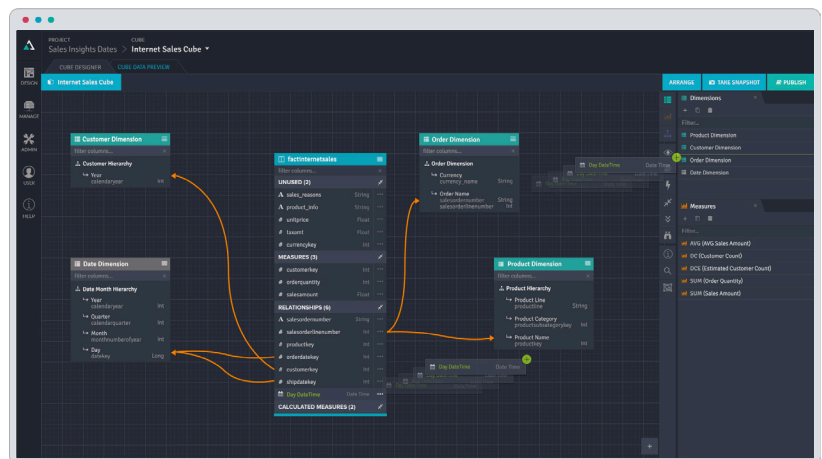 PROJECT CUBE
Sales Insights Dates > Internet Sales Cube
CUBE DESIGNER CUBE DATA PREVIEW
DESIGN
MANAGE
ADMIN
USER
HELP
Internet Sales Cube
ARRANGE TAKE SNAPSHOT PUBLISH
Customer Dimension
Filter columns...
Customer Hierarchy
Year
calendaryear Int
Date Dimension
Filter columns...
Date Month Hierarchy
Year
calendaryear Int
Quarter
calendarquarter Int
Month
monthnumberofyear Int
Day
datekey Long
factinternetsales
Filter columns...
UNUSED (2)
A sales_reasons String
A product_info String
# unitprice Float
# taxamt Float
# currencykey Int
MEASURES (3)
# customerkey Int
# orderquantity Int
# salesamount Float
RELATIONSHIPS (6)
A salesordernumber String
# salesorderlinenumber Int
# productkey Int
# orderdatekey Int
# customerkey Int
# shipdatekey Int
Day DateTime Date Time
CALCULATED MEASURES (2)
Order Dimension
Filter columns...
Order Dimension
Currency
currency_name String
Order Name
salesordernumber String
salesorderlinenumber Int
Day DateTime Date Time
Product Dimension
Filter columns...
Product Hierarchy
Product Line
productline String
Product Category
productsubcategorykey Int
Product Name
productkey Int
Day DateTime Date Time
Dimensions
Filter...
Product Dimension
Customer Dimension
Order Dimension
Date Dimension
Measures
Filter...
AVG (AVG Sales Amount)
DC (Customer Count)
DCE (Estimated Customer Count)
SUM (Order Quantity)
SUM (Sales Amount)